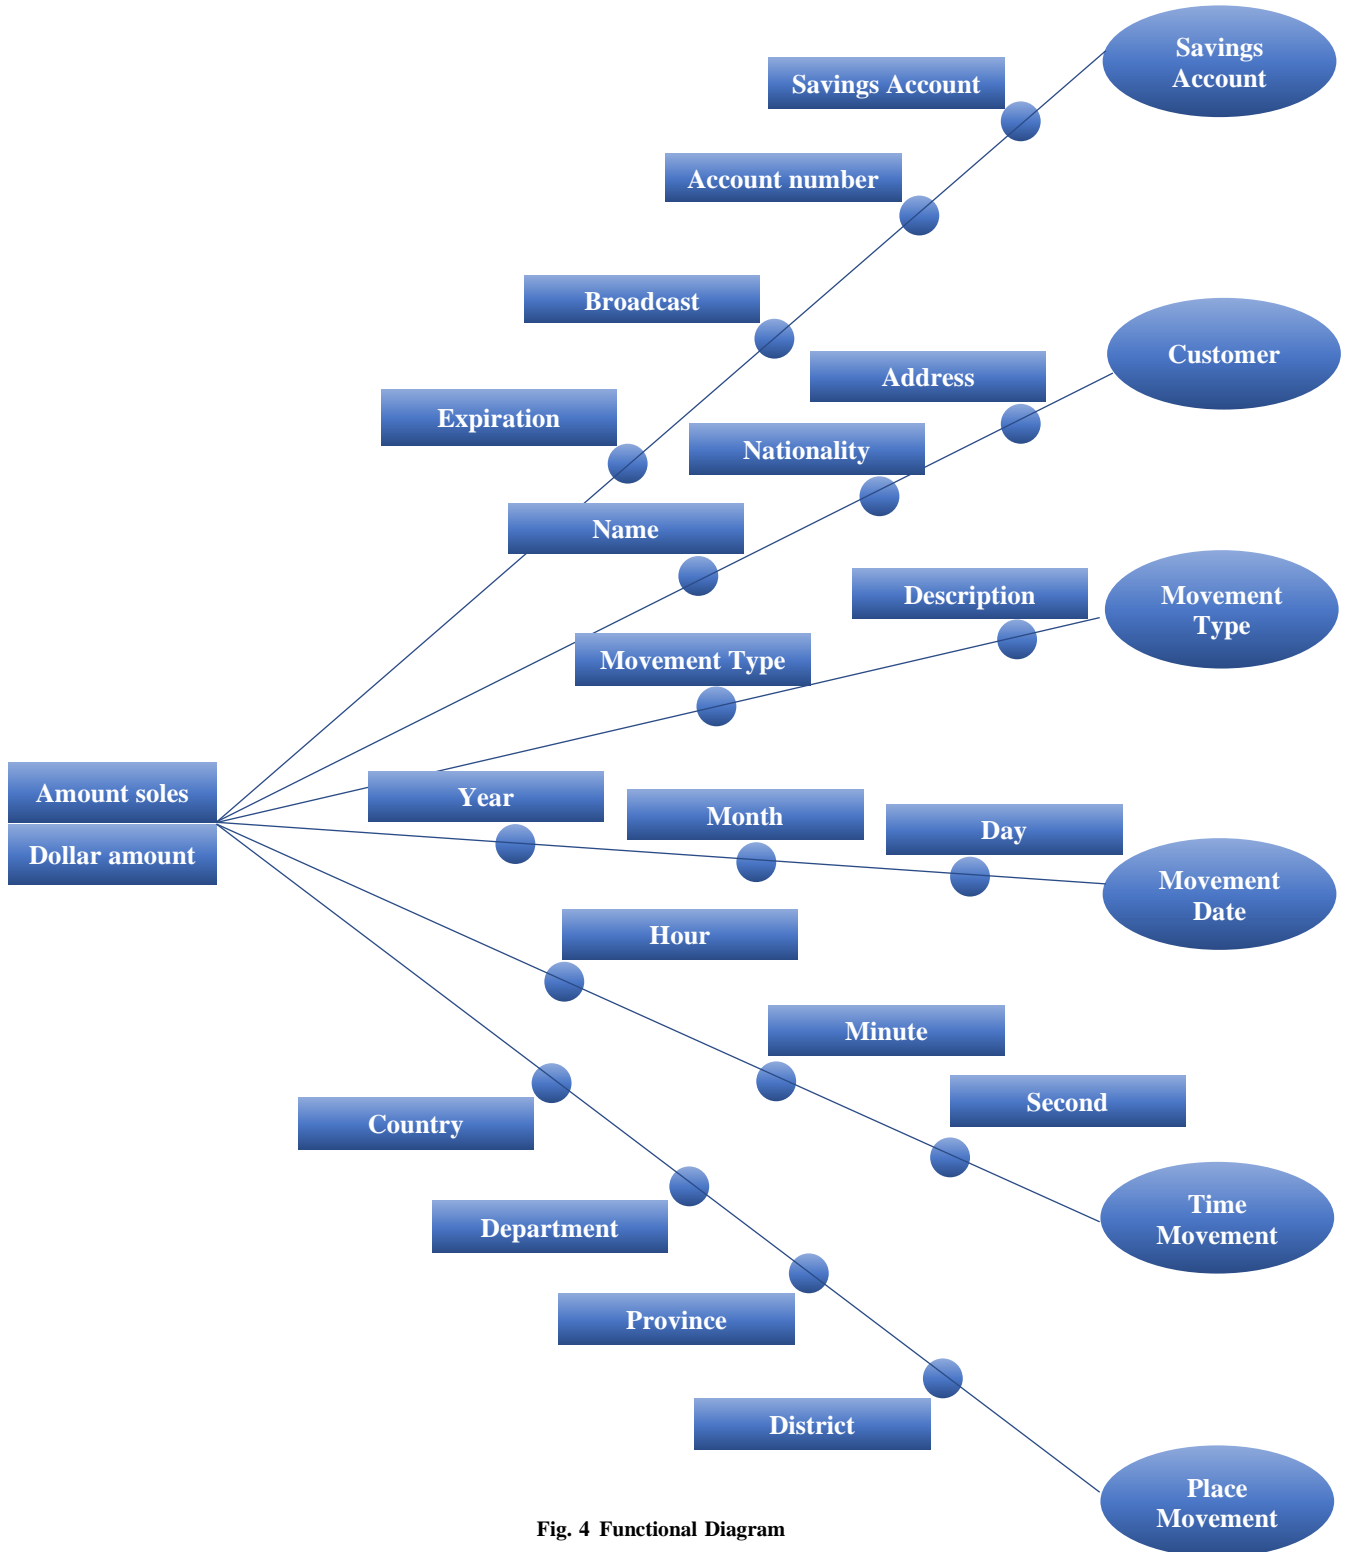 Savings
Account
Savings Account
Account number
Broadcast
Expiration
Customer
Address
Nationality
Name
Movement
Type
Description
Movement Type
Amount soles
Dollar amount
Year
Month
Day
Movement
Date
Hour
Minute
Second
Time
Movement
Country
Department
Province
District
Place
Movement
Fig. 4 Functional Diagram